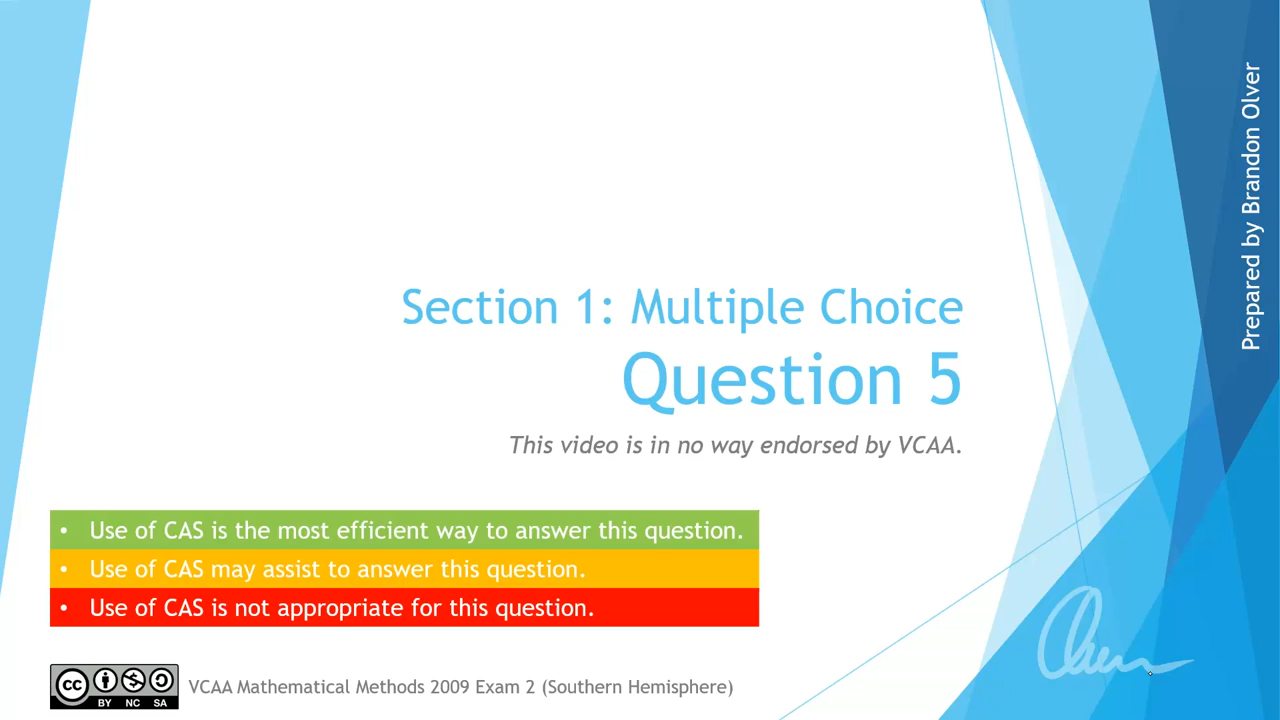 Prepared by Brandon Olver
Section 1: Multiple Choice
Question 5
This video is in no way endorsed by VCAA.
• Use of CAS is the most efficient way to answer this question.
• Use of CAS may assist to answer this question.
• Use of CAS is not appropriate for this question.
cc
BY NC SA
VCAA Mathematical Methods 2009 Exam 2 (Southern Hemisphere)